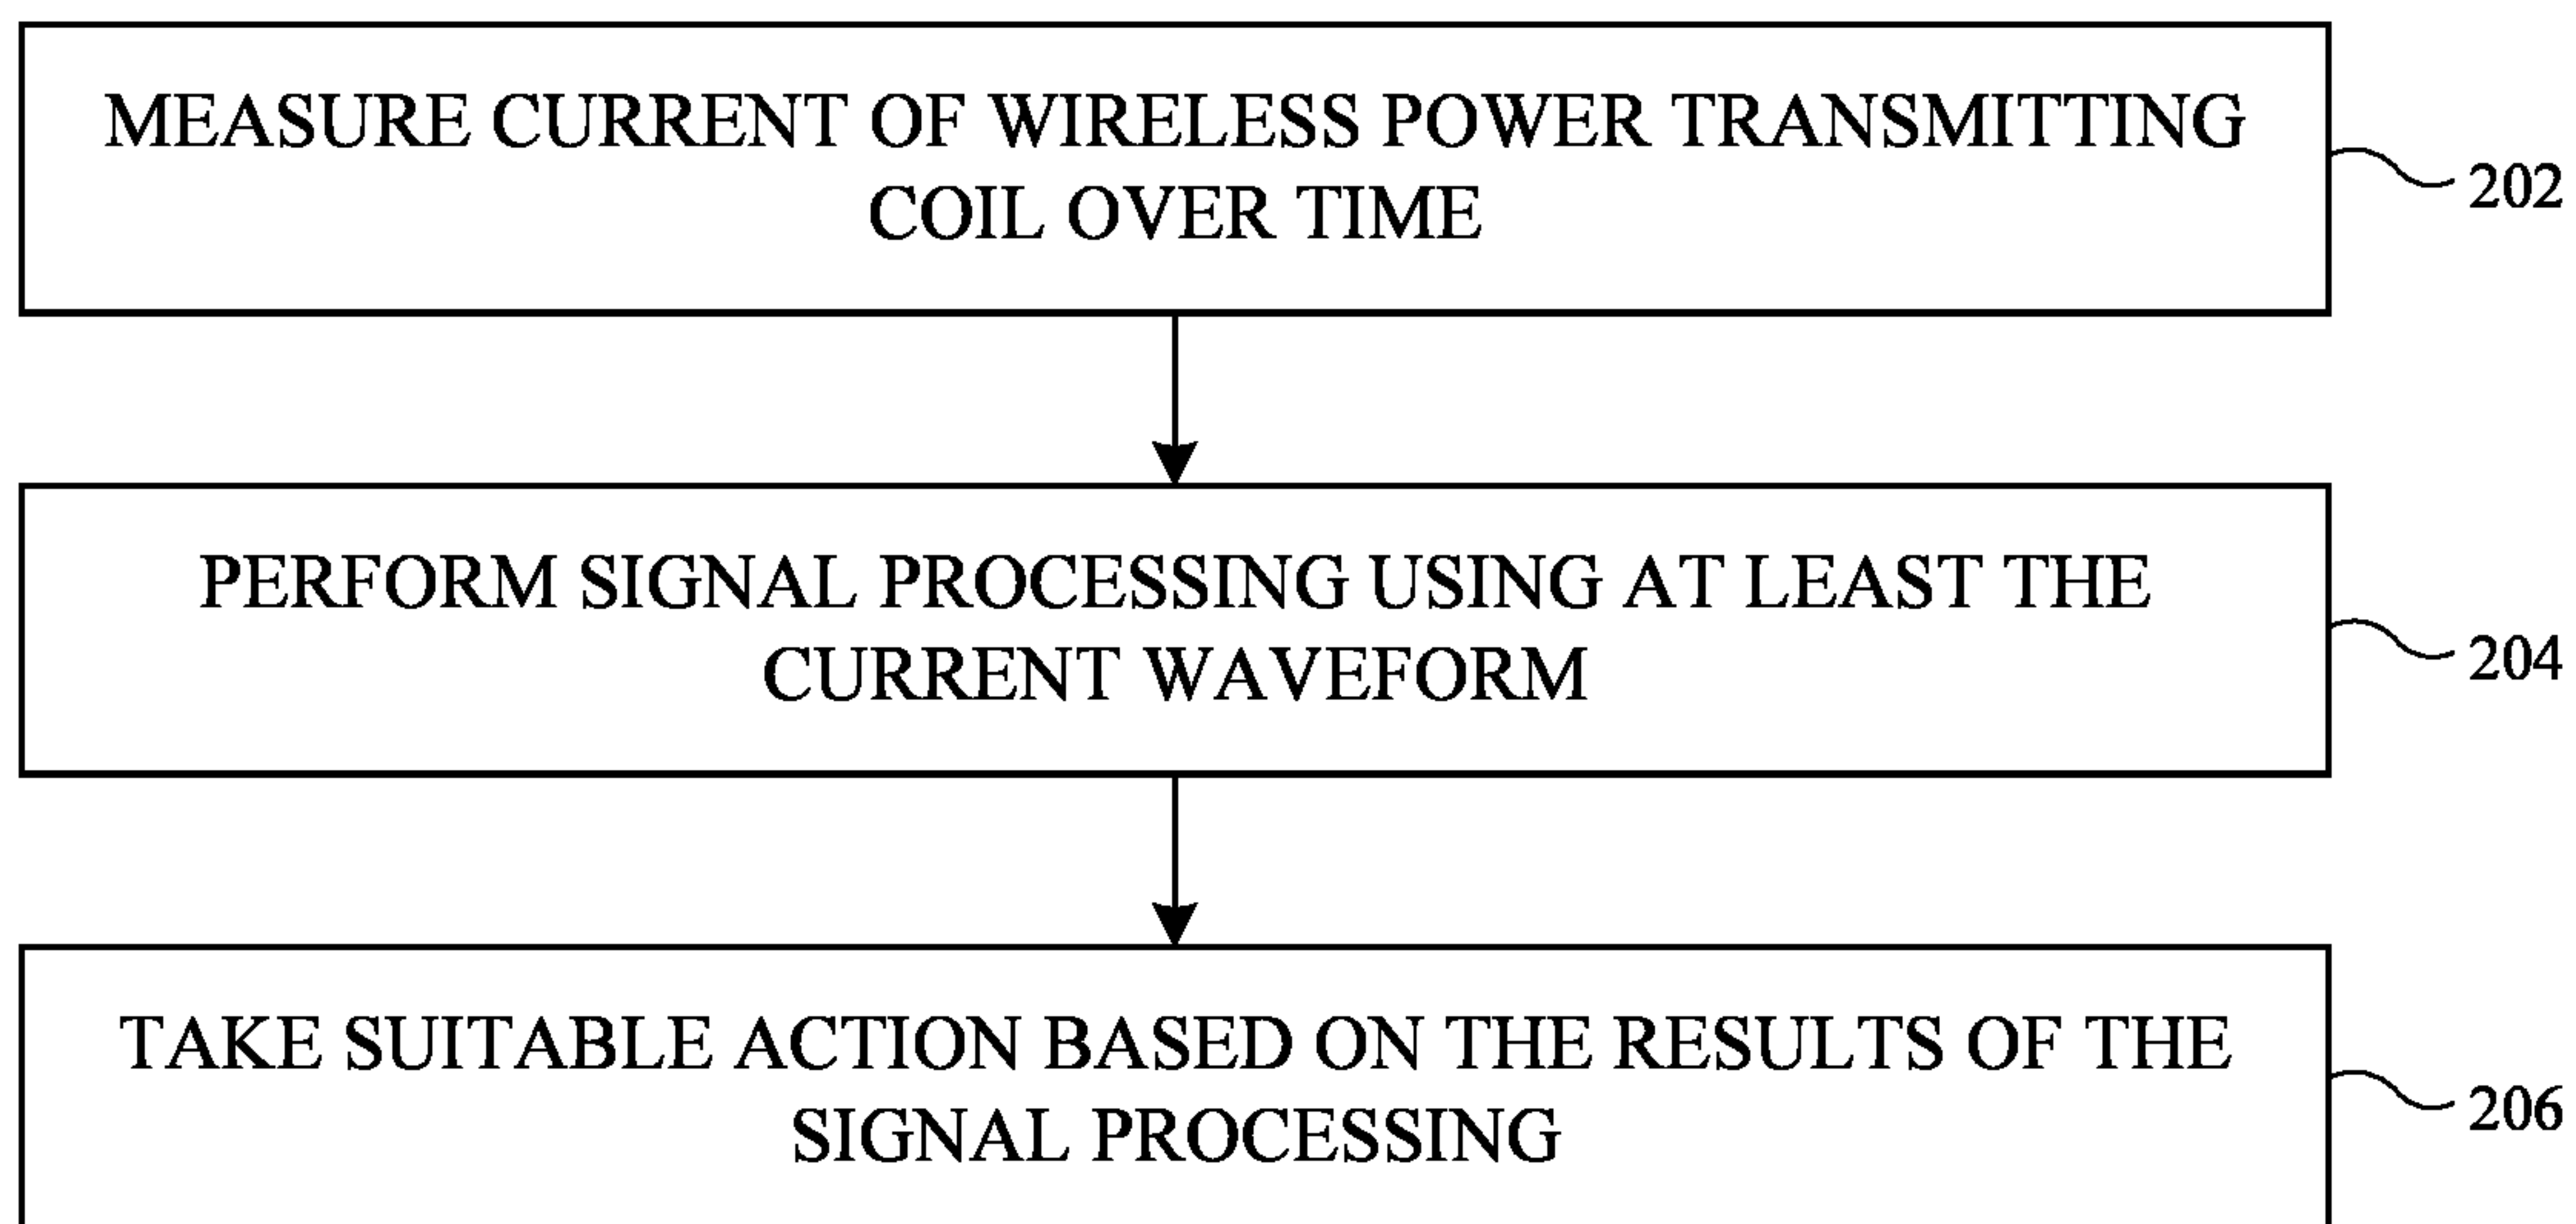 MEASURE CURRENT OF WIRELESS POWER TRANSMITTING
COIL OVER TIME
202
PERFORM SIGNAL PROCESSING USING AT LEAST THE
CURRENT WAVEFORM
204
TAKE SUITABLE ACTION BASED ON THE RESULTS OF THE
SIGNAL PROCESSING
206